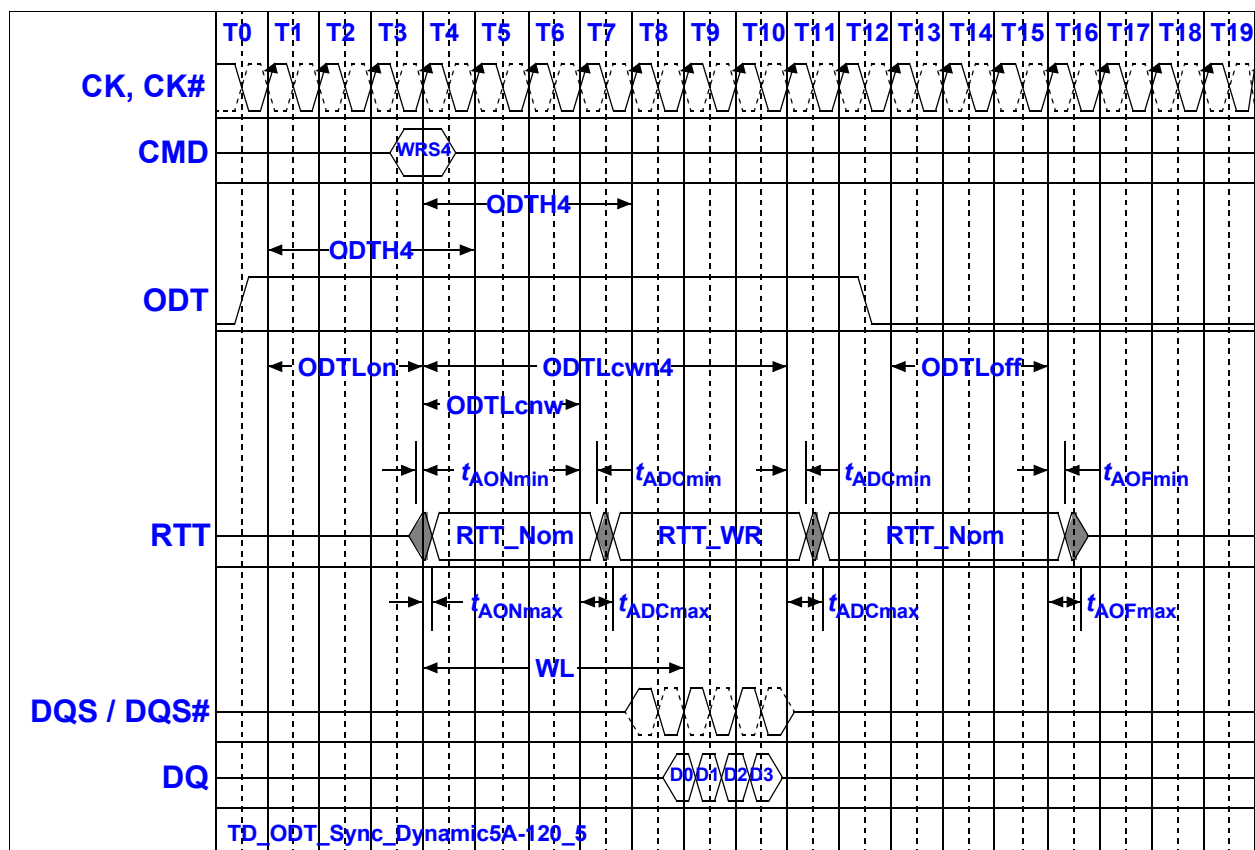 T0 T1 T2 T3 T4 T5 T6 T7 T8 T9 T10 T11 T12 T13 T14 T15 T16 T17 T18 T19
CK, CK#
CMD WRS4
ODTH4
ODTH4
ODT
ODTLon ODTLcwn4 ODTLoff
ODTLcnw
tAONmin tADCmin tADCmin tAOFmin
RTT RTT_Nom RTT_WR RTT_Nom
tAONmax tADCmax tADCmax tAOFmax
WL
DQS / DQS#
DQ D0 D1 D2 D3
TD_ODT_Sync_Dynamic5A-120_5